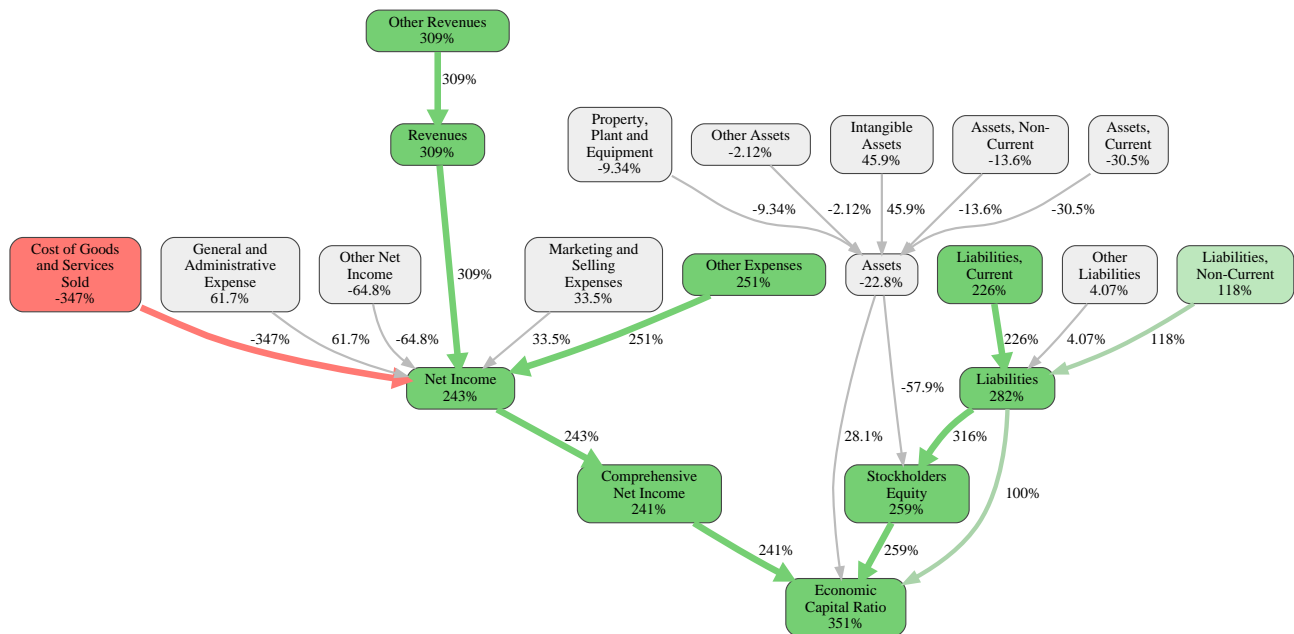 Other Revenues
309%
309%
Revenues
309%
Property,
Plant and
Equipment
-9.34%
Other Assets
-2.12%
Intangible
Assets
45.9%
Assets, Non-
Current
-13.6%
Assets,
Current
-30.5%
-9.34%
-2.12%
45.9%
-13.6%
-30.5%
Cost of Goods
and Services
Sold
-347%
General and
Administrative
Expense
61.7%
Other Net
Income
-64.8%
309%
Marketing and
Selling
Expenses
33.5%
Other Expenses
251%
Assets
-22.8%
Liabilities,
Current
226%
Other
Liabilities
4.07%
Liabilities,
Non-Current
118%
-347%
61.7%
-64.8%
33.5%
251%
226%
4.07%
118%
Net Income
243%
-57.9%
Liabilities
282%
243%
28.1%
316%
Comprehensive
Net Income
241%
Stockholders
Equity
259%
100%
241%
259%
Economic
Capital Ratio
351%